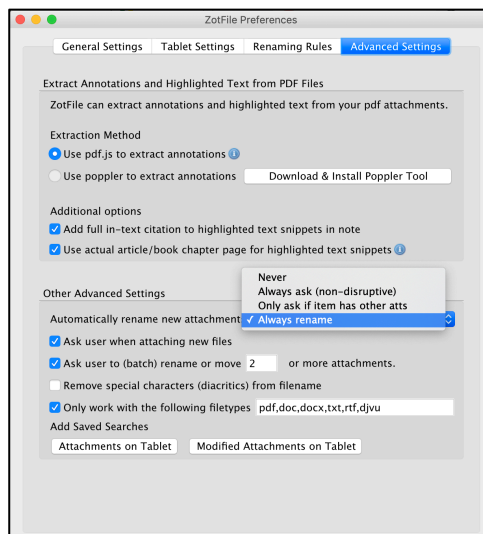 ZotFile Preferences
General Settings Tablet Settings Renaming Rules Advanced Settings
Extract Annotations and Highlighted Text from PDF Files
ZotFile can extract annotations and highlighted text from your pdf attachments.
Extraction Method
Use pdf.js to extract annotations
Use poppler to extract annotations Download & Install Poppler Tool
Additional options
Add full in-text citation to highlighted text snippets in note
Use actual article/book chapter page for highlighted text snippets
Never
Always ask (non-disruptive)
Other Advanced Settings
Only ask if item has other atts
Automatically rename new attachment ✓ Always rename
Ask user when attaching new files
Ask user to (batch) rename or move 2 or more attachments.
Remove special characters (diacritics) from filename
Only work with the following filetypes pdf,doc,docx,txt,rtf,djvu
Add Saved Searches
Attachments on Tablet Modified Attachments on Tablet